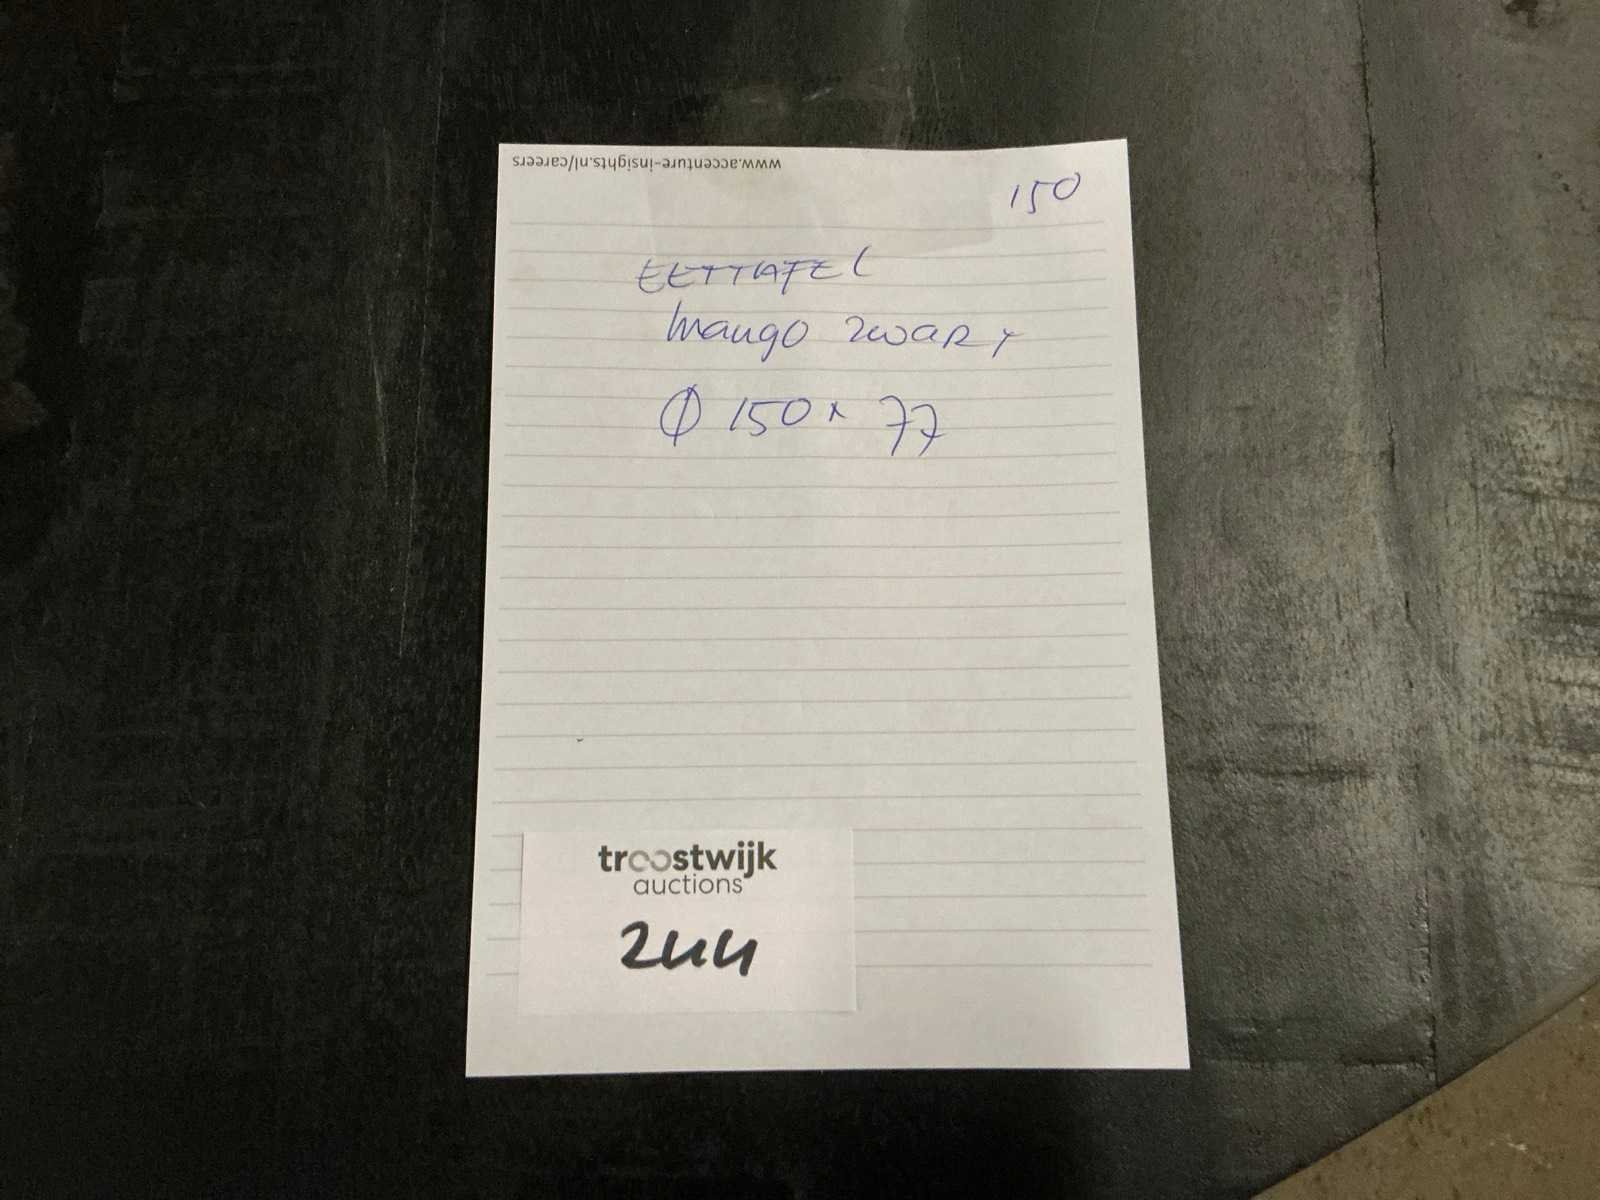 www.accenture-insights.nl/careers
150
EETTAFEL
mango zwart
Ø 150 x 77
troostwijk
auctions
244